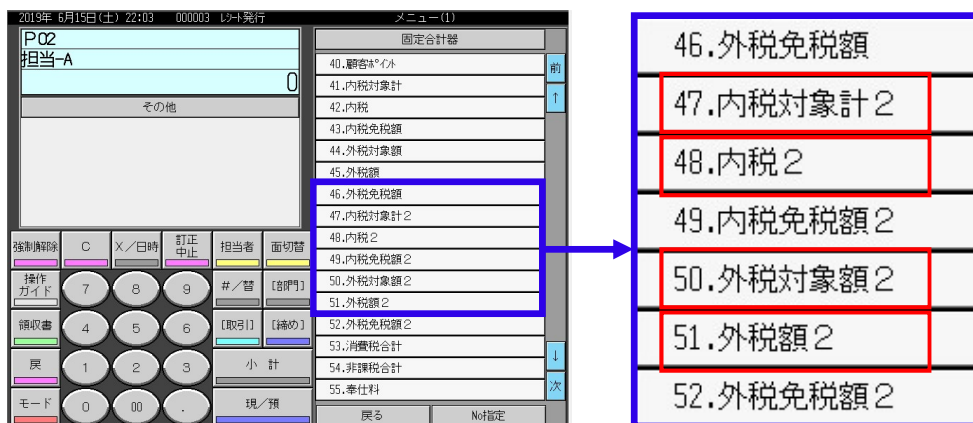 2019年 6月15日(土) 22:03 000003 レシート発行 メニュー(1)
P02
担当-A
0
その他
強制解除 C X／日時 訂正中止 担当者 面切替
操作ガイド 7 8 9 #／替 [部門]
領収書 4 5 6 [取引] [締め]
戻 1 2 3 小 計
モード 0 00 . 現／預
固定合計器
40.顧客ﾎﾟｲﾝﾄ
41.内税対象計
42.内税
43.内税免税額
44.外税対象額
45.外税額
46.外税免税額
47.内税対象計２
48.内税２
49.内税免税額２
50.外税対象額２
51.外税額２
52.外税免税額２
53.消費税合計
54.非課税合計
55.奉仕料
前
↑
↓
次
戻る No指定
46.外税免税額
47.内税対象計２
48.内税２
49.内税免税額２
50.外税対象額２
51.外税額２
52.外税免税額２